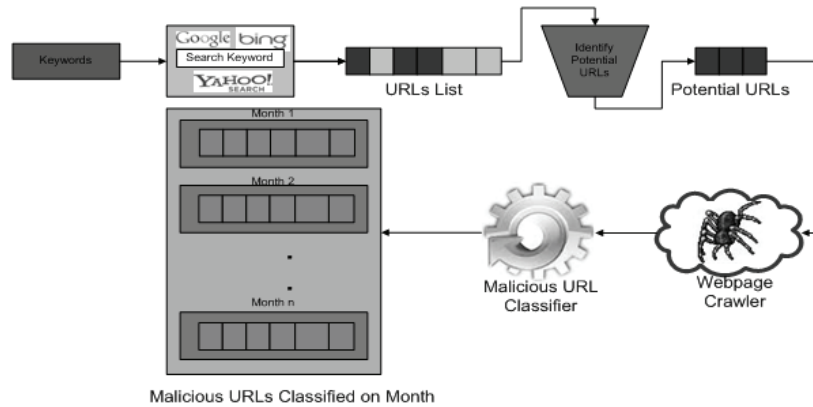 Keywords
Google bing
Search Keyword
YAHOO!
SEARCH
URLs List
Identify
Potential
URLs
Potential URLs
Month 1
Month 2
Month n
Malicious URL
Classifier
Webpage
Crawler
Malicious URLs Classified on Month